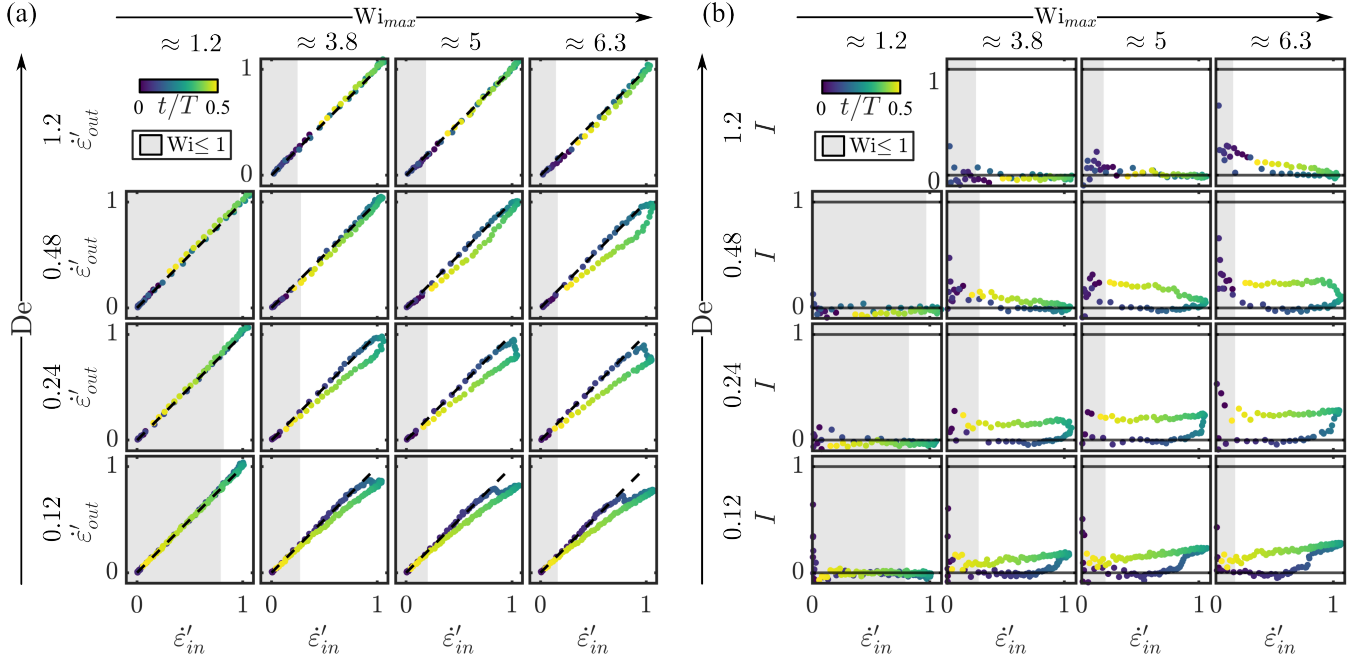 (a)
Wi_max
≈ 1.2 ≈ 3.8 ≈ 5 ≈ 6.3
De
1.2 ε̇′_out
0.48 ε̇′_out
0.24 ε̇′_out
0.12 ε̇′_out
0 t/T 0.5
Wi≤ 1
1
0
1
0
1
0
1
0
0 1 0 1 0 1 0 1
ε̇′_in ε̇′_in ε̇′_in ε̇′_in
(b)
Wi_max
≈ 1.2 ≈ 3.8 ≈ 5 ≈ 6.3
De
1.2 I
0.48 I
0.24 I
0.12 I
0 t/T 0.5
Wi≤ 1
1
0
1
0
1
0
1
0
0 1 0 1 0 1 0 1
ε̇′_in ε̇′_in ε̇′_in ε̇′_in